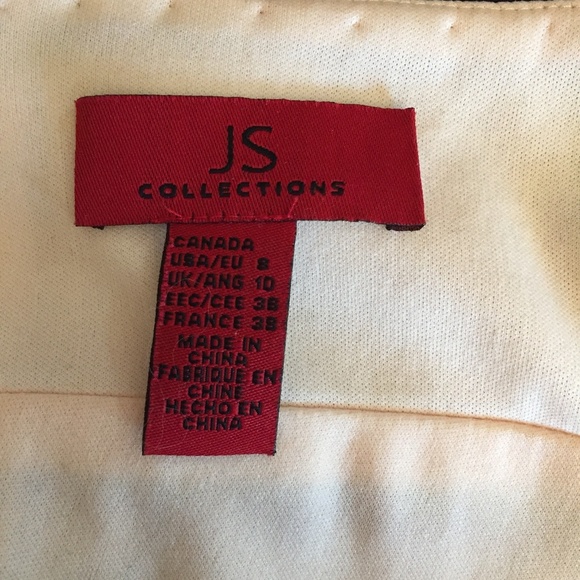 JS
COLLECTIONS
CANADA
USA/EU 8
UK/ANG 10
EEC/CEE 38
FRANCE 38
MADE IN
CHINA
FABRIQUE EN
CHINE
HECHO EN
CHINA